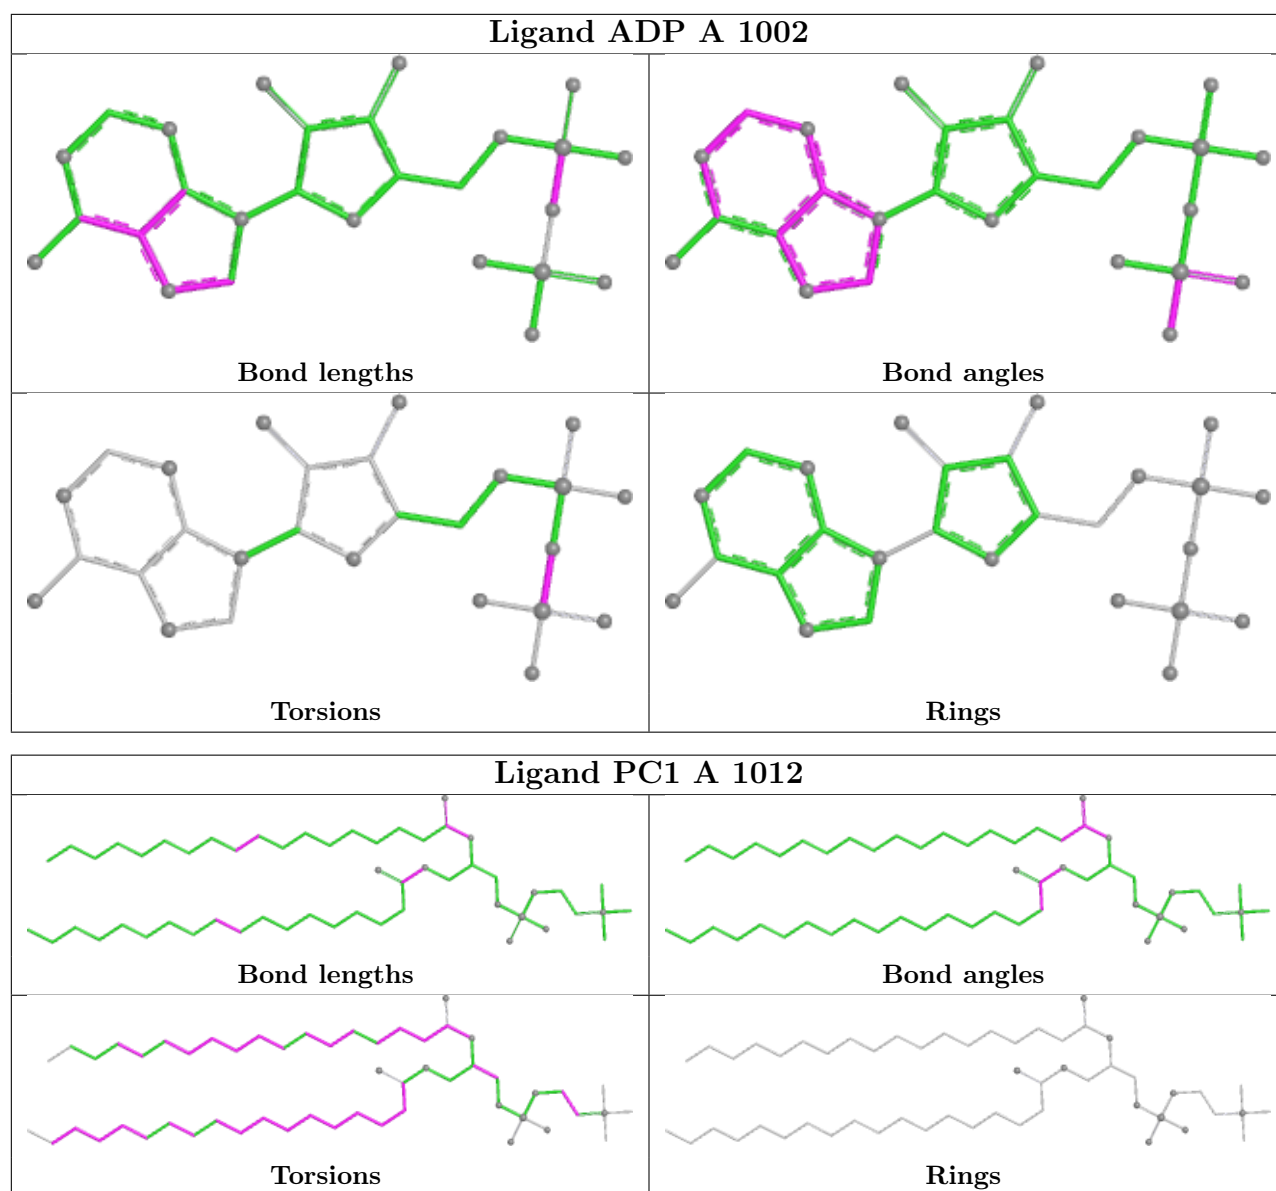 Ligand ADP A 1002
Bond lengths
Bond angles
Torsions
Rings
Ligand PC1 A 1012
Bond lengths
Bond angles
Torsions
Rings